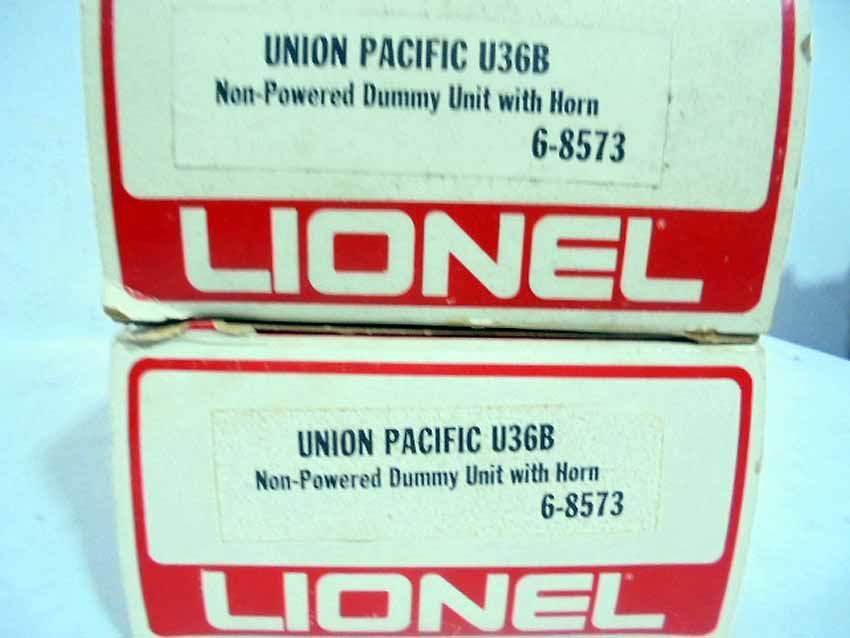 UNION PACIFIC U36B
Non-Powered Dummy Unit with Horn
6-8573
LIONEL®
UNION PACIFIC U36B
Non-Powered Dummy Unit with Horn
6-8573
LIONEL®